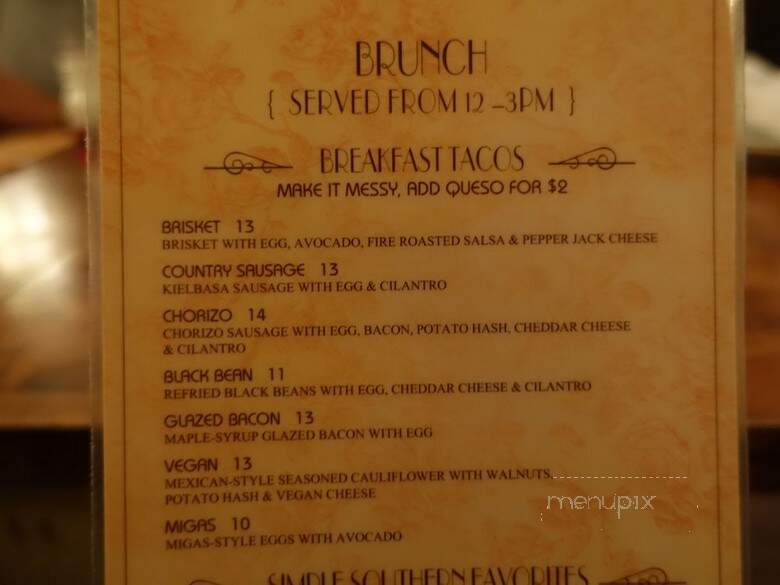 BRUNCH
{ SERVED FROM 12 –3PM }
BREAKFAST TACOS
MAKE IT MESSY, ADD QUESO FOR $2
BRISKET 13
BRISKET WITH EGG, AVOCADO, FIRE ROASTED SALSA & PEPPER JACK CHEESE
COUNTRY SAUSAGE 13
KIELBASA SAUSAGE WITH EGG & CILANTRO
CHORIZO 14
CHORIZO SAUSAGE WITH EGG, BACON, POTATO HASH, CHEDDAR CHEESE
& CILANTRO
BLACK BEAN 11
REFRIED BLACK BEANS WITH EGG, CHEDDAR CHEESE & CILANTRO
GLAZED BACON 13
MAPLE-SYRUP GLAZED BACON WITH EGG
VEGAN 13
MEXICAN-STYLE SEASONED CAULIFLOWER WITH WALNUTS,
POTATO HASH & VEGAN CHEESE
menupix
MIGAS 10
MIGAS-STYLE EGGS WITH AVOCADO
SIMPLE SOUTHERN FAVORITES